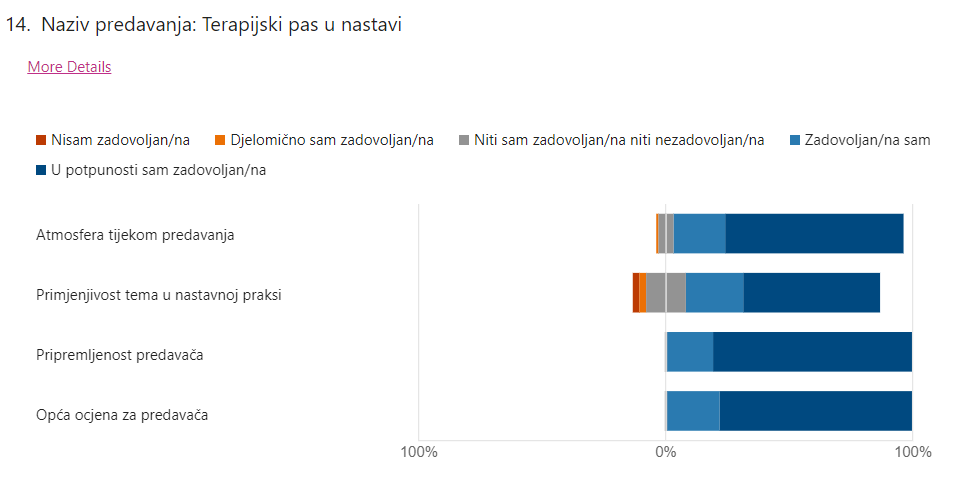 14. Naziv predavanja: Terapijski pas u nastavi
More Details
Nisam zadovoljan/na Djelomično sam zadovoljan/na Niti sam zadovoljan/na niti nezadovoljan/na Zadovoljan/na sam
U potpunosti sam zadovoljan/na
Atmosfera tijekom predavanja
Primjenjivost tema u nastavnoj praksi
Pripremljenost predavača
Opća ocjena za predavača
100% 0% 100%